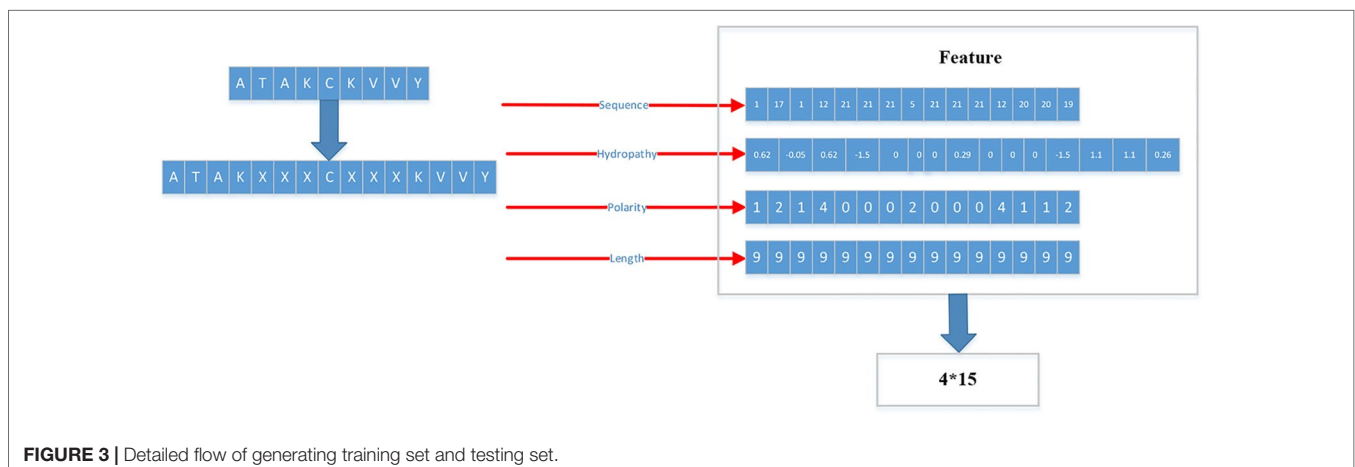 Feature
A T A K C K V V Y
Sequence
1 17 1 12 21 21 21 5 21 21 21 12 20 20 19
Hydropathy
0.62 -0.05 0.62 -1.5 0 0 0 0.29 0 0 0 -1.5 1.1 1.1 0.26
A T A K X X X C X X X K V V Y
Polarity
1 2 1 4 0 0 0 2 0 0 0 4 1 1 2
Length
9 9 9 9 9 9 9 9 9 9 9 9 9 9 9
4*15
FIGURE 3 | Detailed flow of generating training set and testing set.